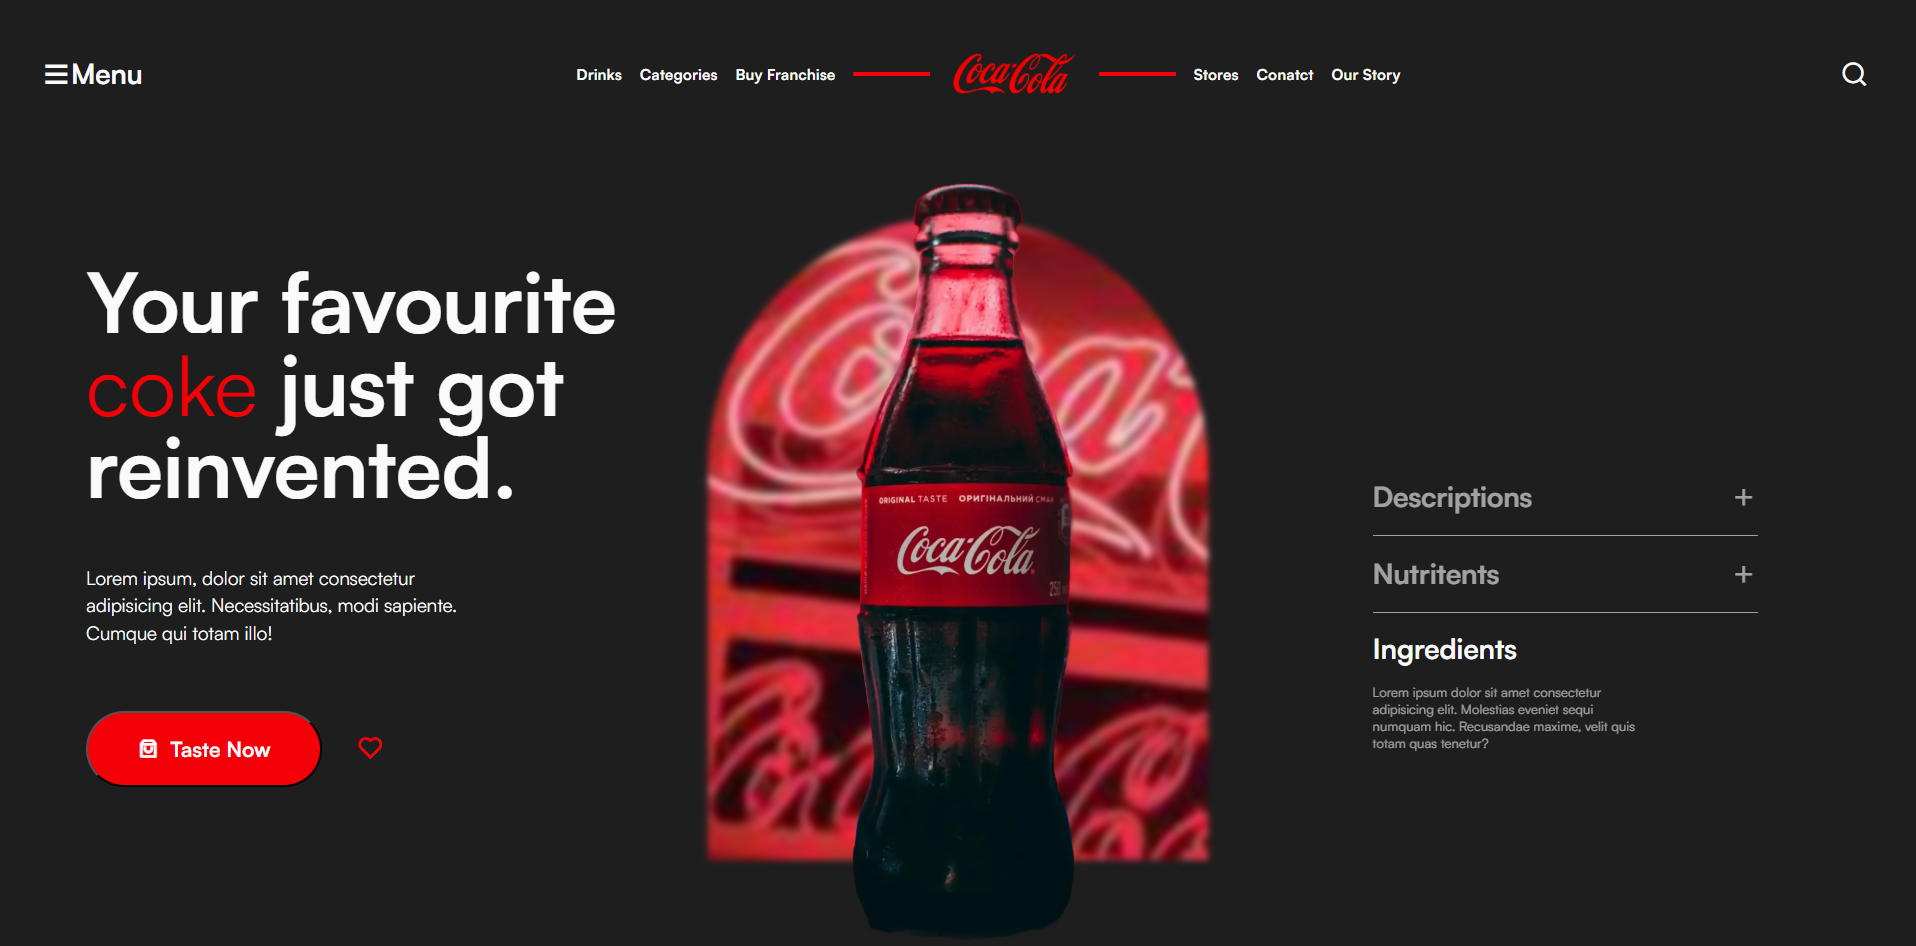 Menu
Drinks Categories Buy Franchise Coca-Cola Stores Conatct Our Story
Your favourite
coke just got
reinvented.
Lorem ipsum, dolor sit amet consectetur
adipisicing elit. Necessitatibus, modi sapiente.
Cumque qui totam illo!
Taste Now
ORIGINAL TASTE ОРИГІНАЛЬНИЙ СМАК
Coca-Cola
250
Descriptions
Nutritents
Ingredients
Lorem ipsum dolor sit amet consectetur
adipisicing elit. Molestias eveniet sequi
numquam hic. Recusandae maxime, velit quis
totam quas tenetur?